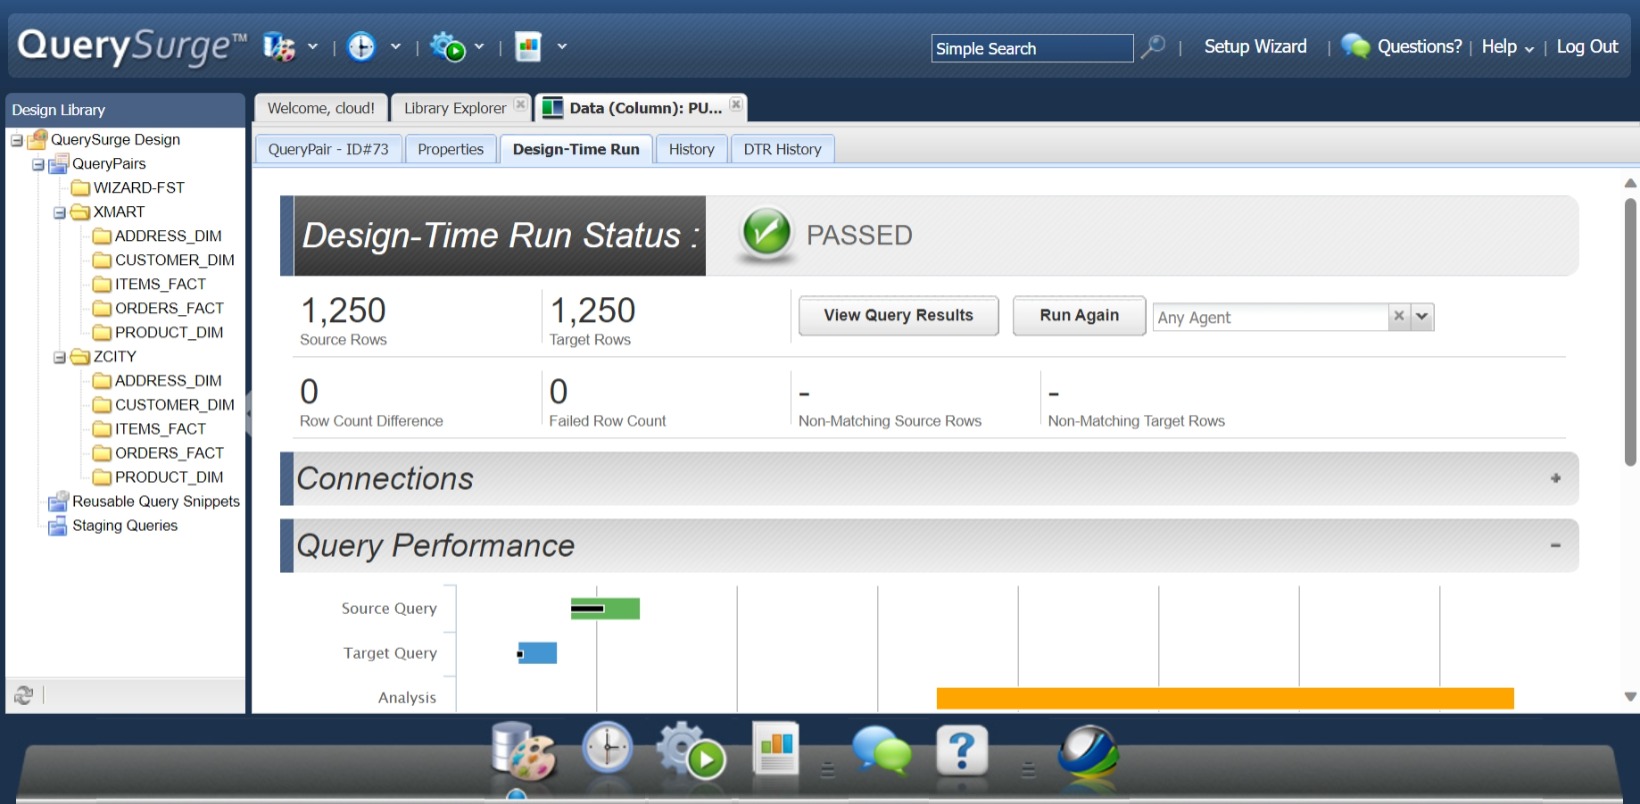 QuerySurge™
Simple Search
Setup Wizard
Questions?
Help
Log Out
Design Library
QuerySurge Design
QueryPairs
WIZARD-FST
XMART
ADDRESS_DIM
CUSTOMER_DIM
ITEMS_FACT
ORDERS_FACT
PRODUCT_DIM
ZCITY
ADDRESS_DIM
CUSTOMER_DIM
ITEMS_FACT
ORDERS_FACT
PRODUCT_DIM
Reusable Query Snippets
Staging Queries
Welcome, cloud!
Library Explorer
Data (Column): PU...
QueryPair - ID#73
Properties
Design-Time Run
History
DTR History
Design-Time Run Status :
PASSED
1,250
Source Rows
1,250
Target Rows
View Query Results
Run Again
Any Agent
0
Row Count Difference
0
Failed Row Count
-
Non-Matching Source Rows
-
Non-Matching Target Rows
Connections
Query Performance
Source Query
Target Query
Analysis